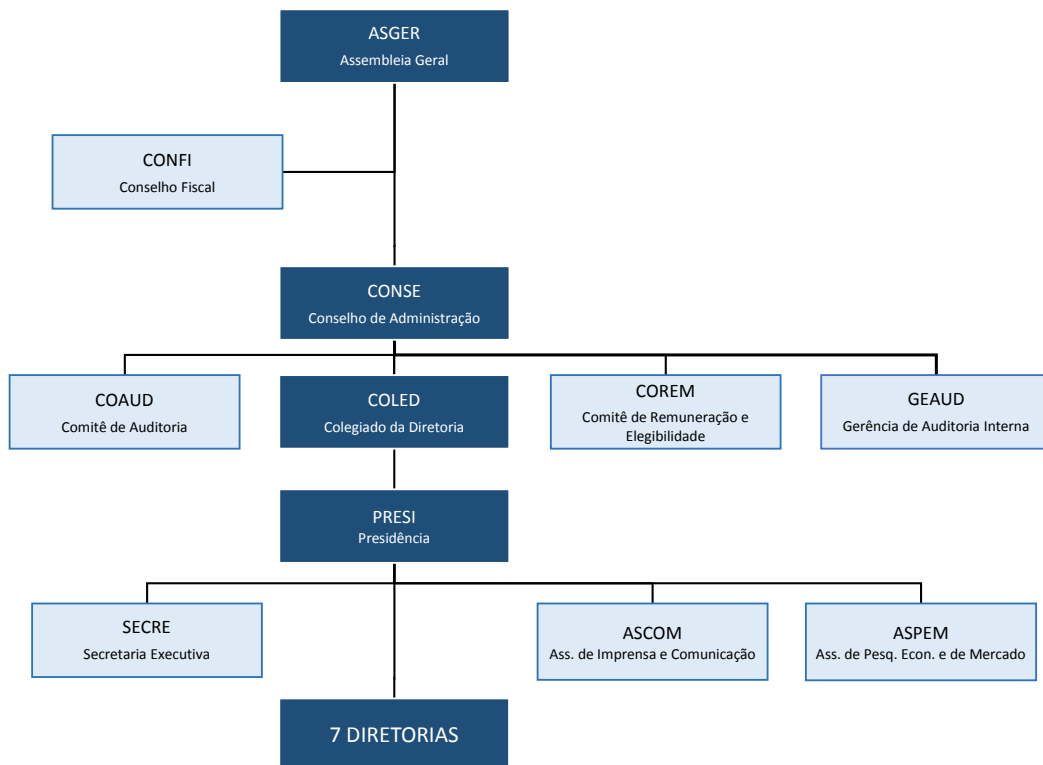 ASGER
Assembleia Geral
CONFI
Conselho Fiscal
CONSE
Conselho de Administração
COAUD
Comitê de Auditoria
COLED
Colegiado da Diretoria
COREM
Comitê de Remuneração e
Elegibilidade
GEAUD
Gerência de Auditoria Interna
PRESI
Presidência
SECRE
Secretaria Executiva
ASCOM
Ass. de Imprensa e Comunicação
ASPEM
Ass. de Pesq. Econ. e de Mercado
7 DIRETORIAS